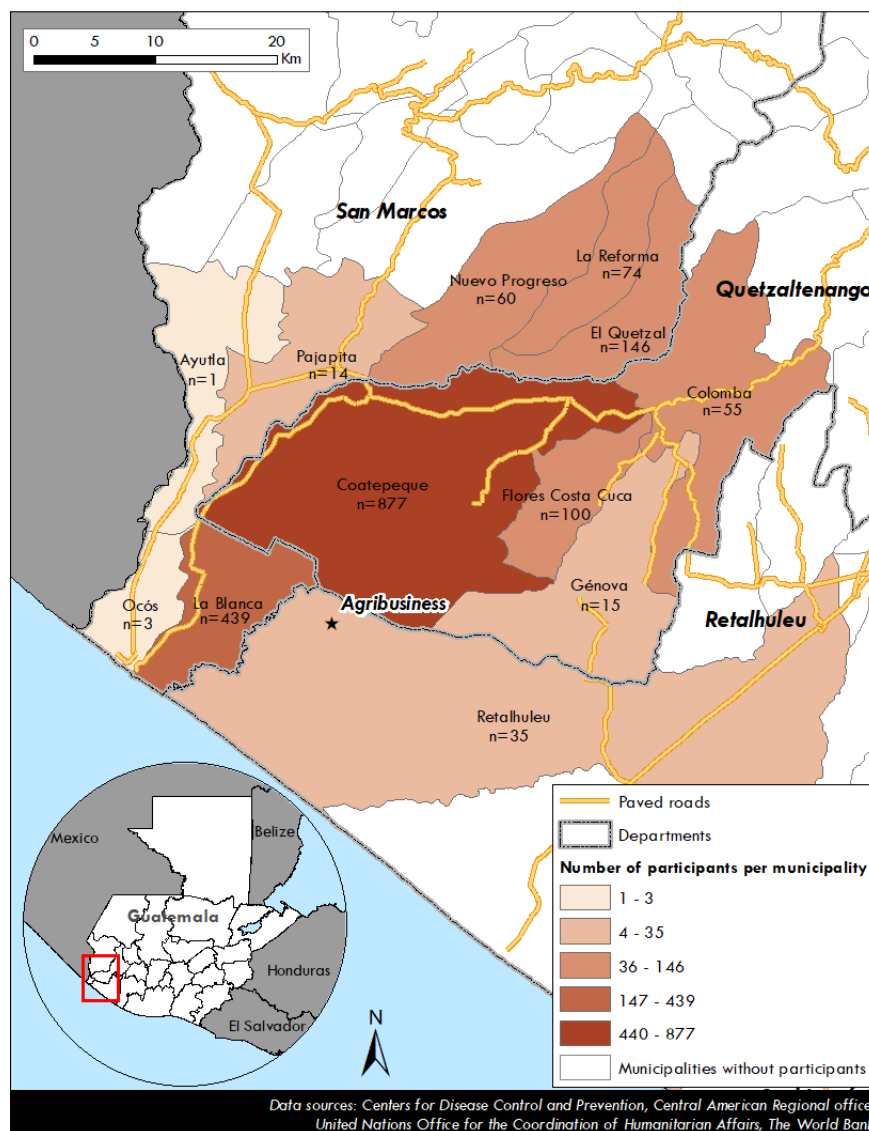 0 5 10 20
Km
San Marcos
La Reforma
n=74
Nuevo Progreso
n=60
Quetzaltenango
El Quetzal
n=146
Ayutla
n=1
Pajapita
n=14
Colomba
n=55
Coatepeque
n=877
Flores Costa Cuca
n=100
Génova
n=15
Ocós
n=3
La Blanca
n=439
Agribusiness
Retalhuleu
Retalhuleu
n=35
Mexico
Belize
Guatemala
Honduras
El Salvador
N
Paved roads
Departments
Number of participants per municipality
1 - 3
4 - 35
36 - 146
147 - 439
440 - 877
Municipalities without participants
Data sources: Centers for Disease Control and Prevention, Central American Regional office
United Nations Office for the Coordination of Humanitarian Affairs, The World Bank